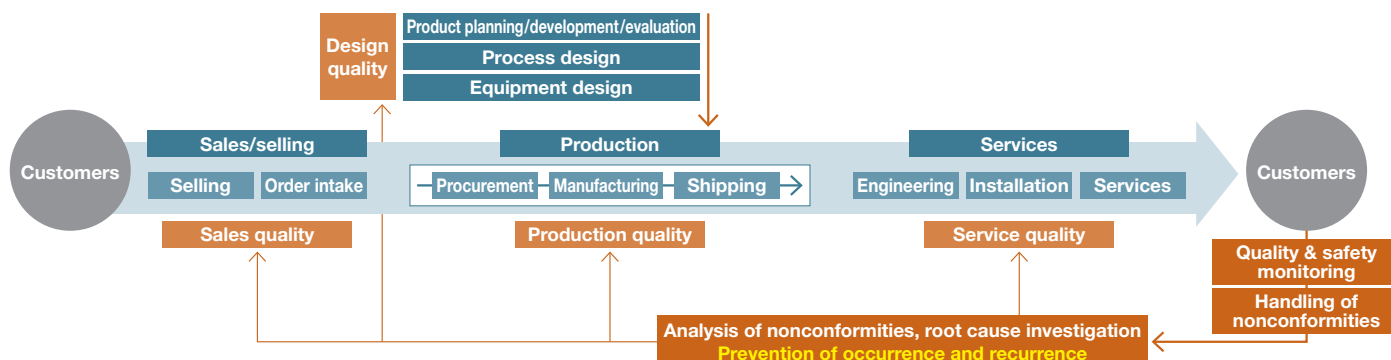 Product planning/development/evaluation
Design
quality
Process design
Equipment design
Customers
Sales/selling
Production
Services
Customers
Selling
Order intake
Procurement
Manufacturing
Shipping
Engineering
Installation
Services
Sales quality
Production quality
Service quality
Quality & safety
monitoring
Handling of
nonconformities
Analysis of nonconformities, root cause investigation
Prevention of occurrence and recurrence